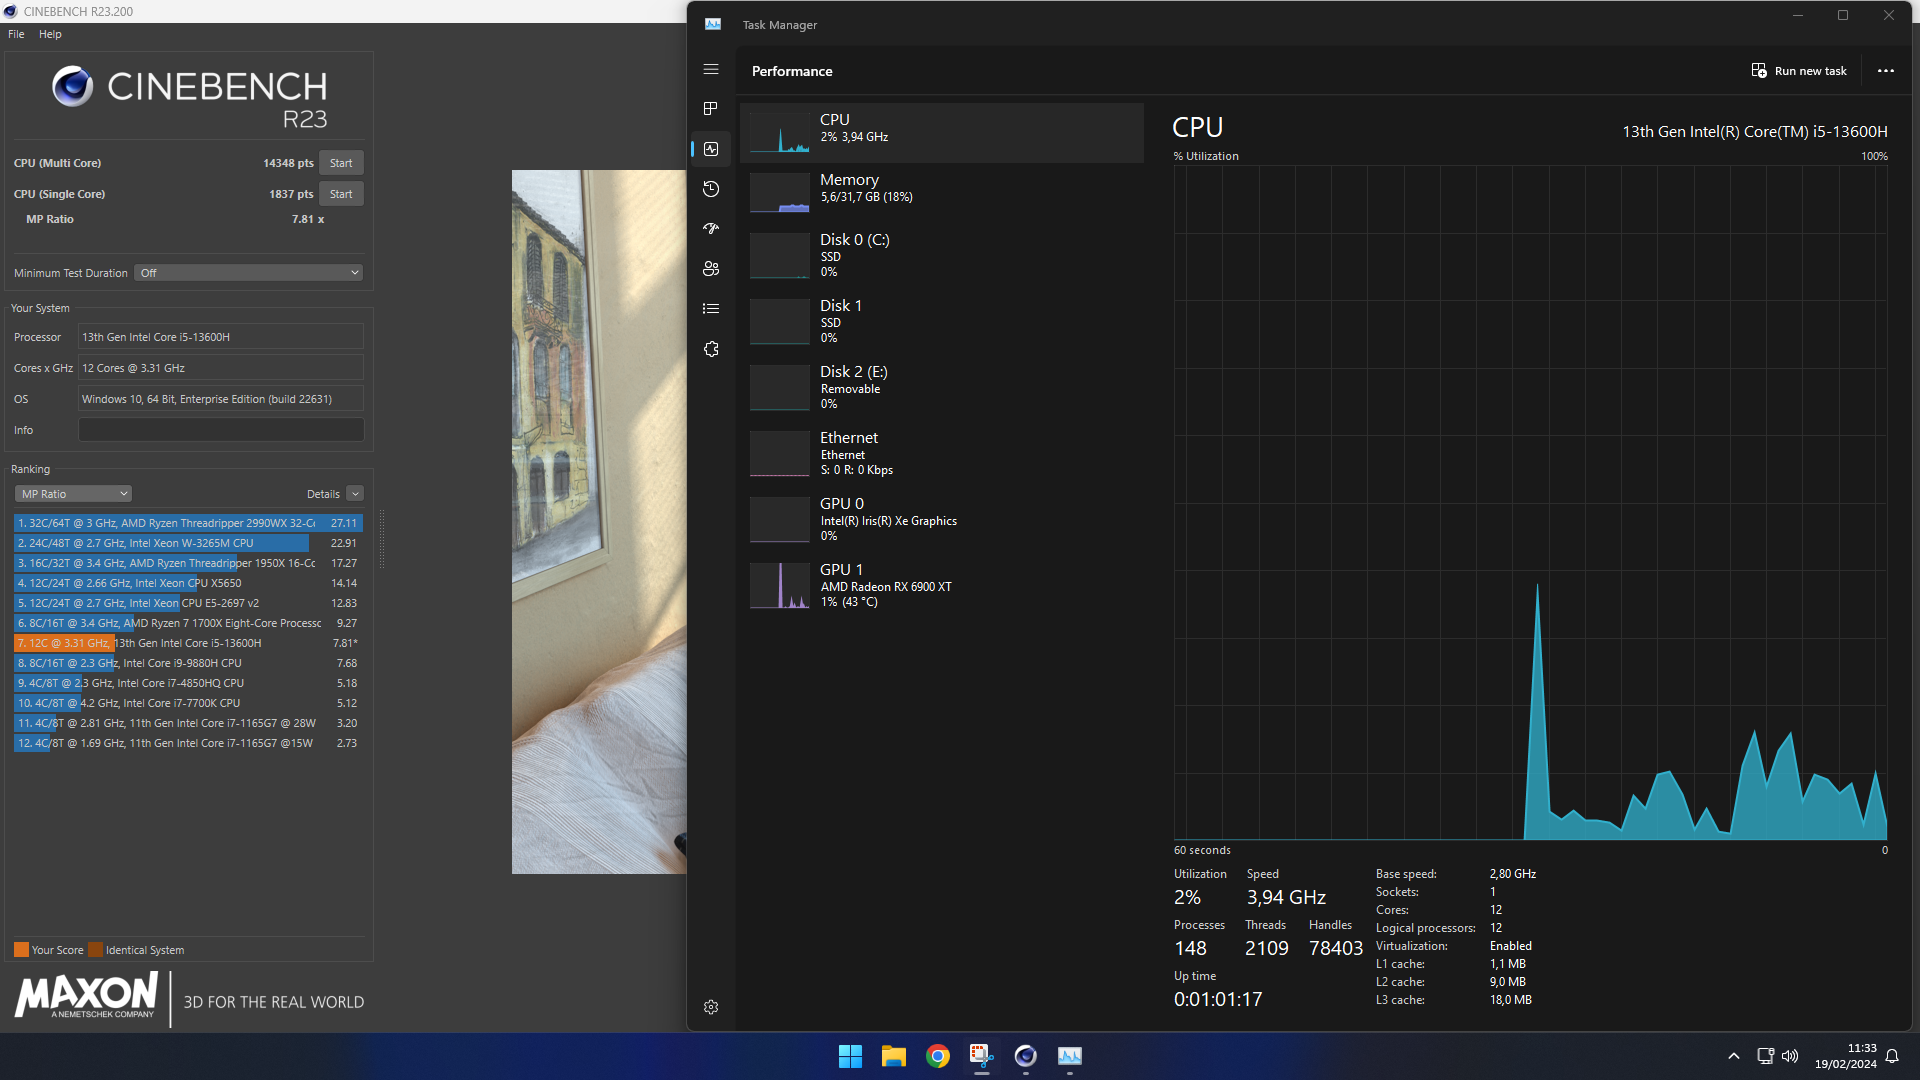 CINEBENCH R23.200
File Help
CINEBENCH
R23
CPU (Multi Core) 14348 pts Start
CPU (Single Core) 1837 pts Start
MP Ratio 7.81 x
Minimum Test Duration Off
Your System
Processor 13th Gen Intel Core i5-13600H
Cores x GHz 12 Cores @ 3.31 GHz
OS Windows 10, 64 Bit, Enterprise Edition (build 22631)
Info
Ranking
MP Ratio Details
1. 32C/64T @ 3 GHz, AMD Ryzen Threadripper 2990WX 32-Co 27.11
2. 24C/48T @ 2.7 GHz, Intel Xeon W-3265M CPU 22.91
3. 16C/32T @ 3.4 GHz, AMD Ryzen Threadripper 1950X 16-Co 17.27
4. 12C/24T @ 2.66 GHz, Intel Xeon CPU X5650 14.14
5. 12C/24T @ 2.7 GHz, Intel Xeon CPU E5-2697 v2 12.83
6. 8C/16T @ 3.4 GHz, AMD Ryzen 7 1700X Eight-Core Processo 9.27
7. 12C @ 3.31 GHz, 13th Gen Intel Core i5-13600H 7.81*
8. 8C/16T @ 2.3 GHz, Intel Core i9-9880H CPU 7.68
9. 4C/8T @ 2.3 GHz, Intel Core i7-4850HQ CPU 5.18
10. 4C/8T @ 4.2 GHz, Intel Core i7-7700K CPU 5.12
11. 4C/8T @ 2.81 GHz, 11th Gen Intel Core i7-1165G7 @ 28W 3.20
12. 4C/8T @ 1.69 GHz, 11th Gen Intel Core i7-1165G7 @15W 2.73
Your Score Identical System
MAXON
A NEMETSCHEK COMPANY
3D FOR THE REAL WORLD
Task Manager
Performance
Run new task
CPU
2% 3,94 GHz
Memory
5,6/31,7 GB (18%)
Disk 0 (C:)
SSD
0%
Disk 1
SSD
0%
Disk 2 (E:)
Removable
0%
Ethernet
Ethernet
S: 0 R: 0 Kbps
GPU 0
Intel(R) Iris(R) Xe Graphics
0%
GPU 1
AMD Radeon RX 6900 XT
1% (43 °C)
CPU
13th Gen Intel(R) Core(TM) i5-13600H
% Utilization 100%
60 seconds 0
Utilization Speed
2% 3,94 GHz
Processes Threads Handles
148 2109 78403
Up time
0:01:01:17
Base speed: 2,80 GHz
Sockets: 1
Cores: 12
Logical processors: 12
Virtualization: Enabled
L1 cache: 1,1 MB
L2 cache: 9,0 MB
L3 cache: 18,0 MB
11:33
19/02/2024